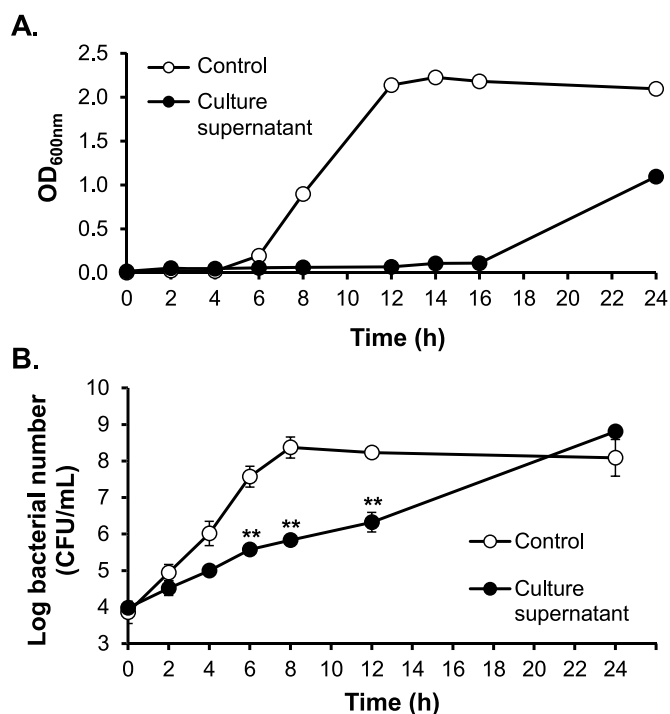 A.
Control
Culture
supernatant
OD600nm
2.5
2.0
1.5
1.0
0.5
0.0
0 2 4 6 8 10 12 14 16 18 20 22 24
Time (h)
B.
Log bacterial number
(CFU/mL)
10
9
8
7
6
5
4
3
** ** **
Control
Culture
supernatant
0 2 4 6 8 10 12 14 16 18 20 22 24
Time (h)